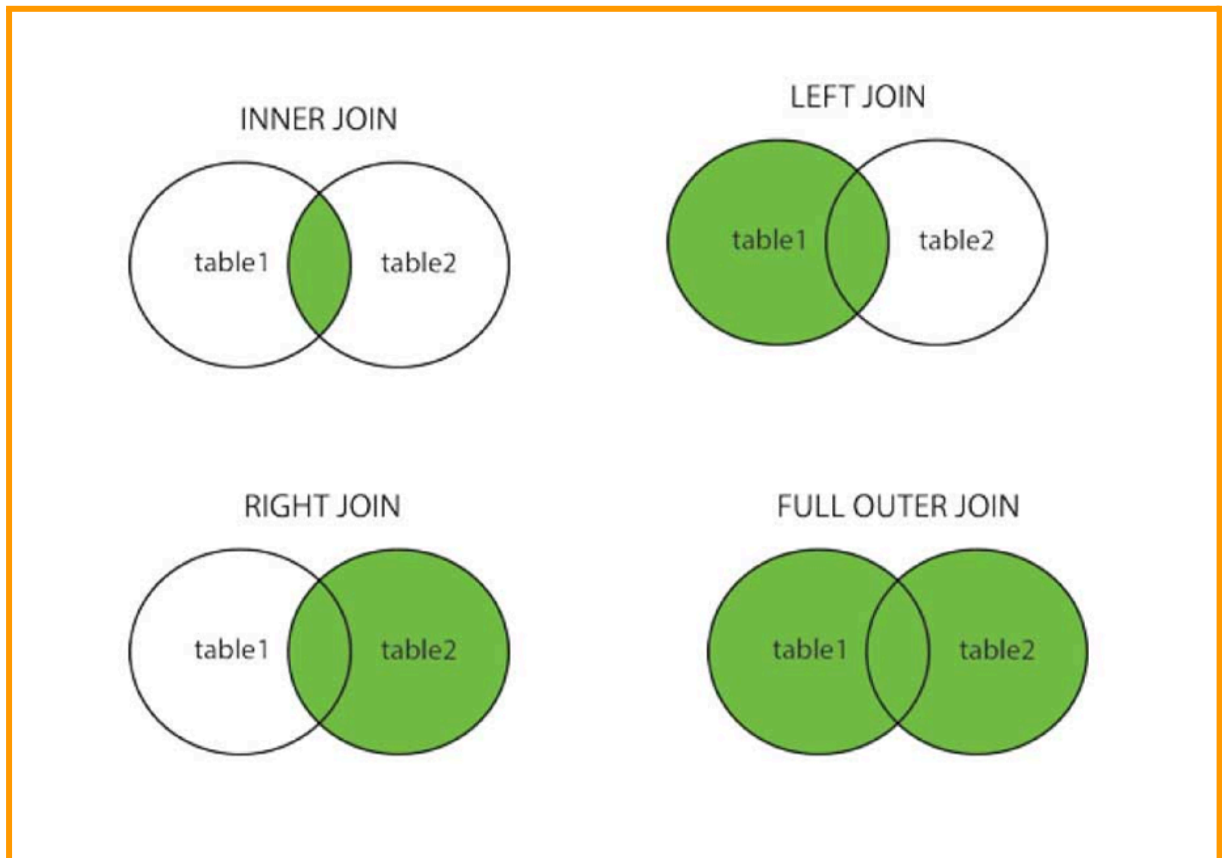 INNER JOIN
table1 table2
LEFT JOIN
table1 table2
RIGHT JOIN
table1 table2
FULL OUTER JOIN
table1 table2